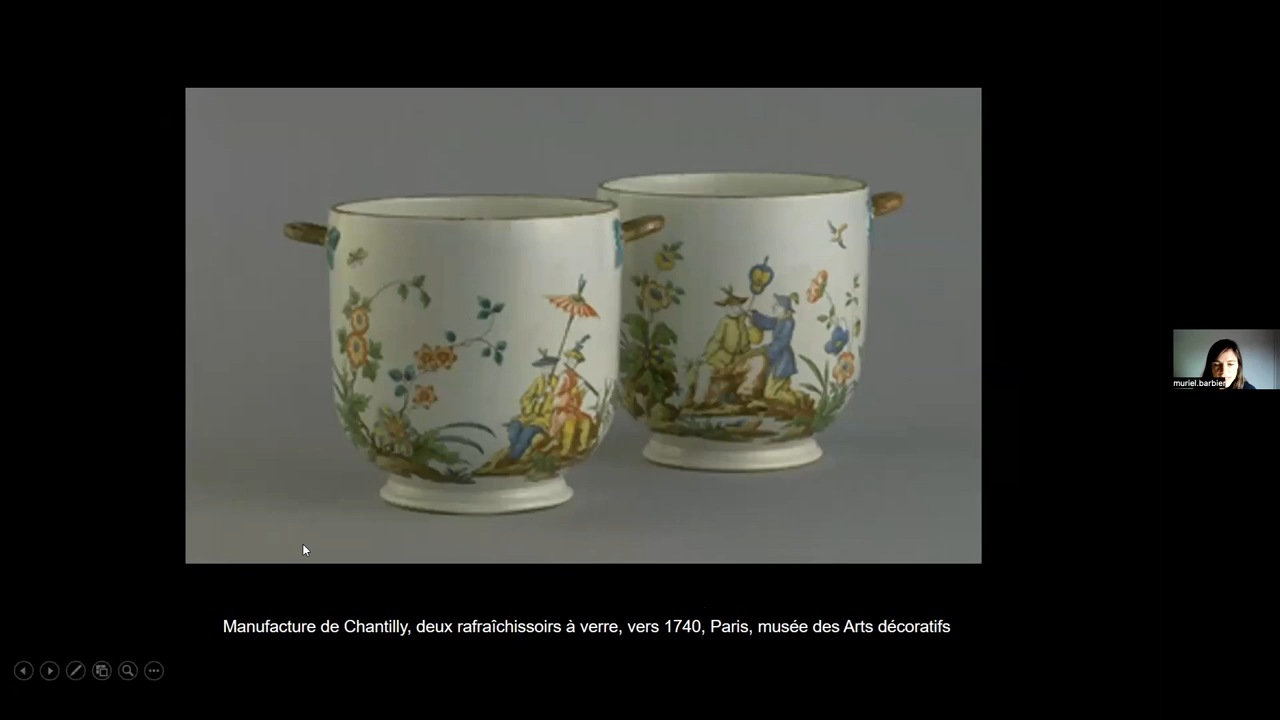 muriel.barbier
Manufacture de Chantilly, deux rafraîchissoirs à verre, vers 1740, Paris, musée des Arts décoratifs